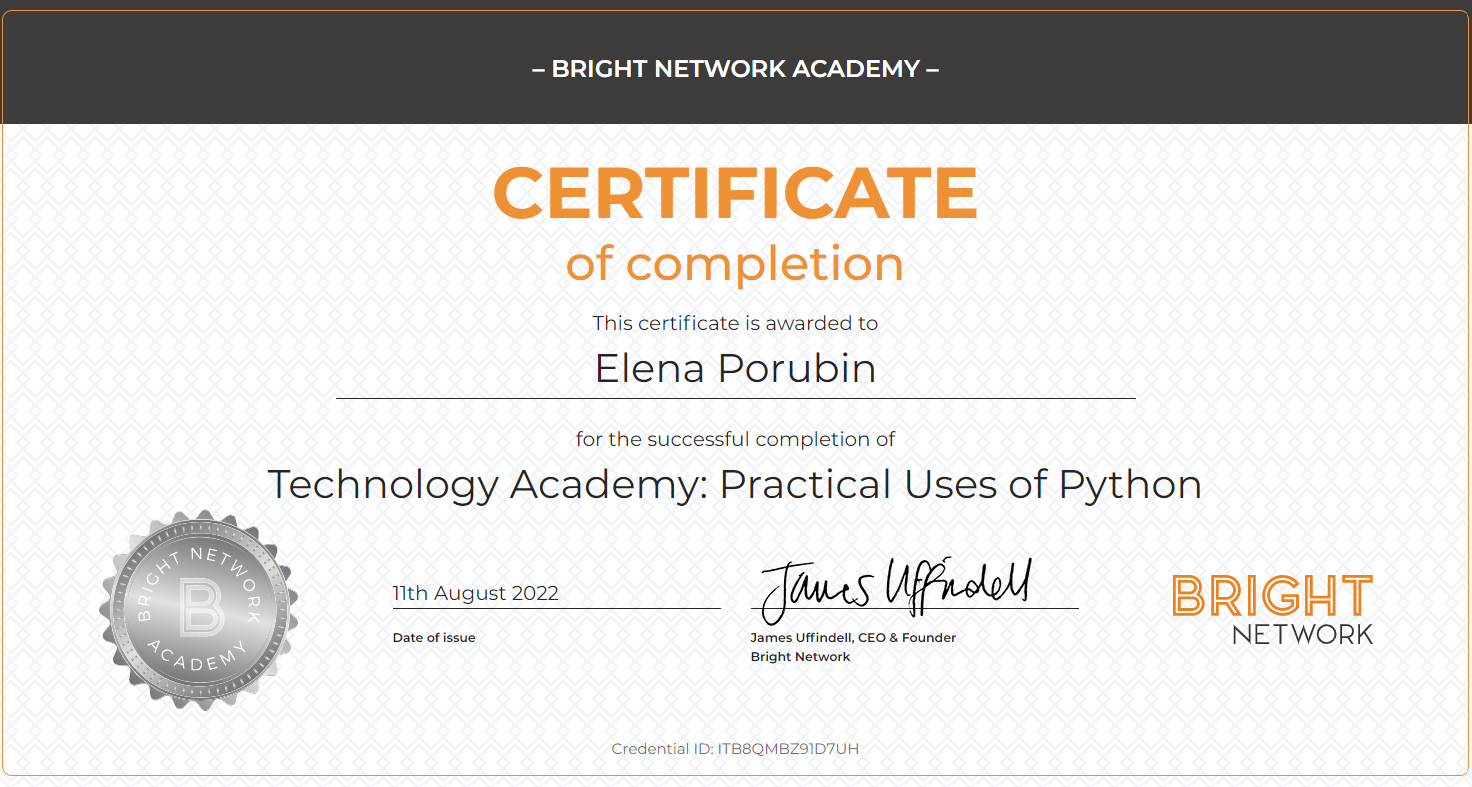 – BRIGHT NETWORK ACADEMY –
CERTIFICATE
of completion
This certificate is awarded to
Elena Porubin
for the successful completion of
Technology Academy: Practical Uses of Python
BRIGHT NETWORK
B
ACADEMY
11th August 2022
Date of issue
James Uffindell
James Uffindell, CEO & Founder
Bright Network
BRIGHT
NETWORK
Credential ID: ITB8QMBZ91D7UH